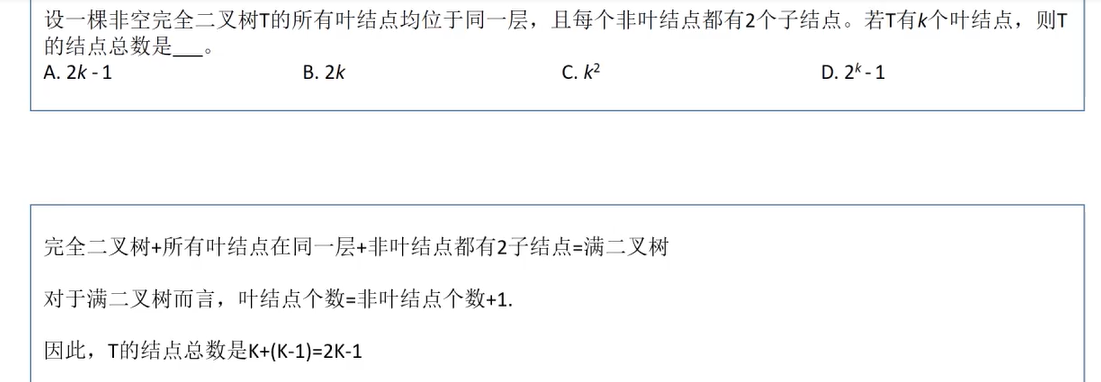 设一棵非空完全二叉树T的所有叶结点均位于同一层，且每个非叶结点都有2个子结点。若T有k个叶结点，则T
的结点总数是___。
A. 2k - 1 B. 2k C. k² D. 2ᵏ - 1
完全二叉树+所有叶结点在同一层+非叶结点都有2子结点=满二叉树
对于满二叉树而言，叶结点个数=非叶结点个数+1.
因此，T的结点总数是K+(K-1)=2K-1